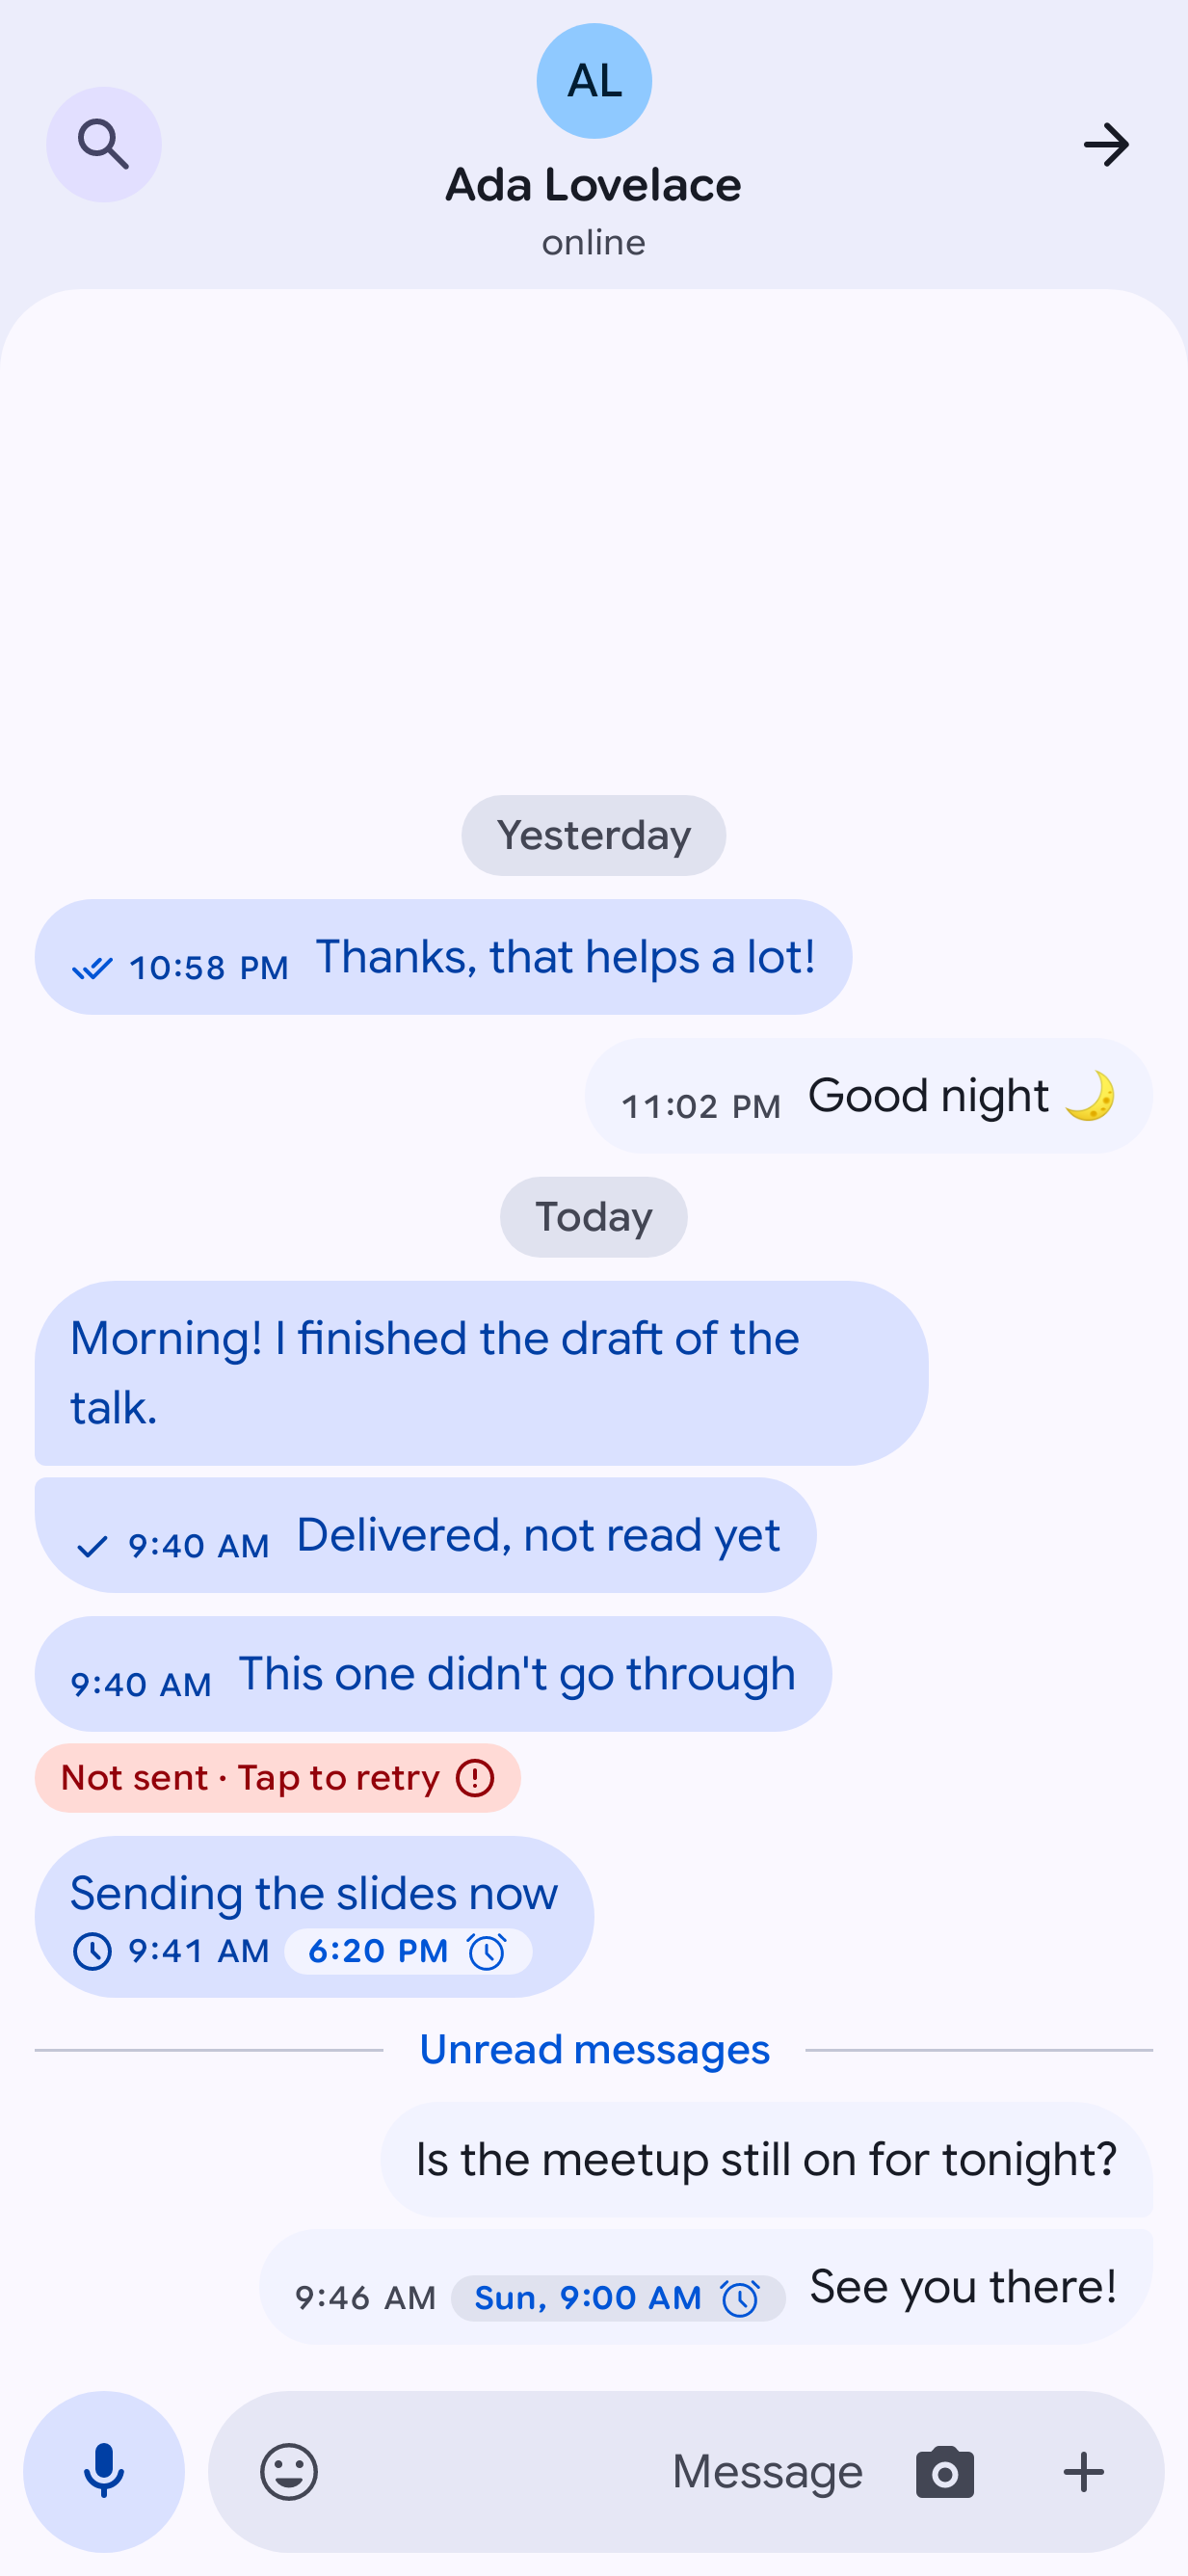 AL
Ada Lovelace
online
Yesterday
10:58 PM Thanks, that helps a lot!
11:02 PM Good night 🌙
Today
Morning! I finished the draft of the
talk.
9:40 AM Delivered, not read yet
9:40 AM This one didn't go through
Not sent · Tap to retry
Sending the slides now
9:41 AM 6:20 PM
Unread messages
Is the meetup still on for tonight?
9:46 AM Sun, 9:00 AM See you there!
Message